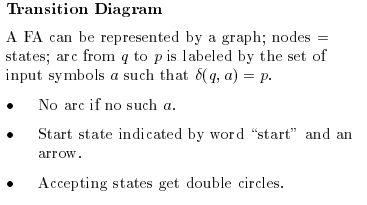 Transition Diagram
A FA can be represented by a graph; nodes =
states; arc from q to p is labeled by the set of
input symbols a such that δ(q, a) = p.
• No arc if no such a.
• Start state indicated by word “start” and an
arrow.
• Accepting states get double circles.